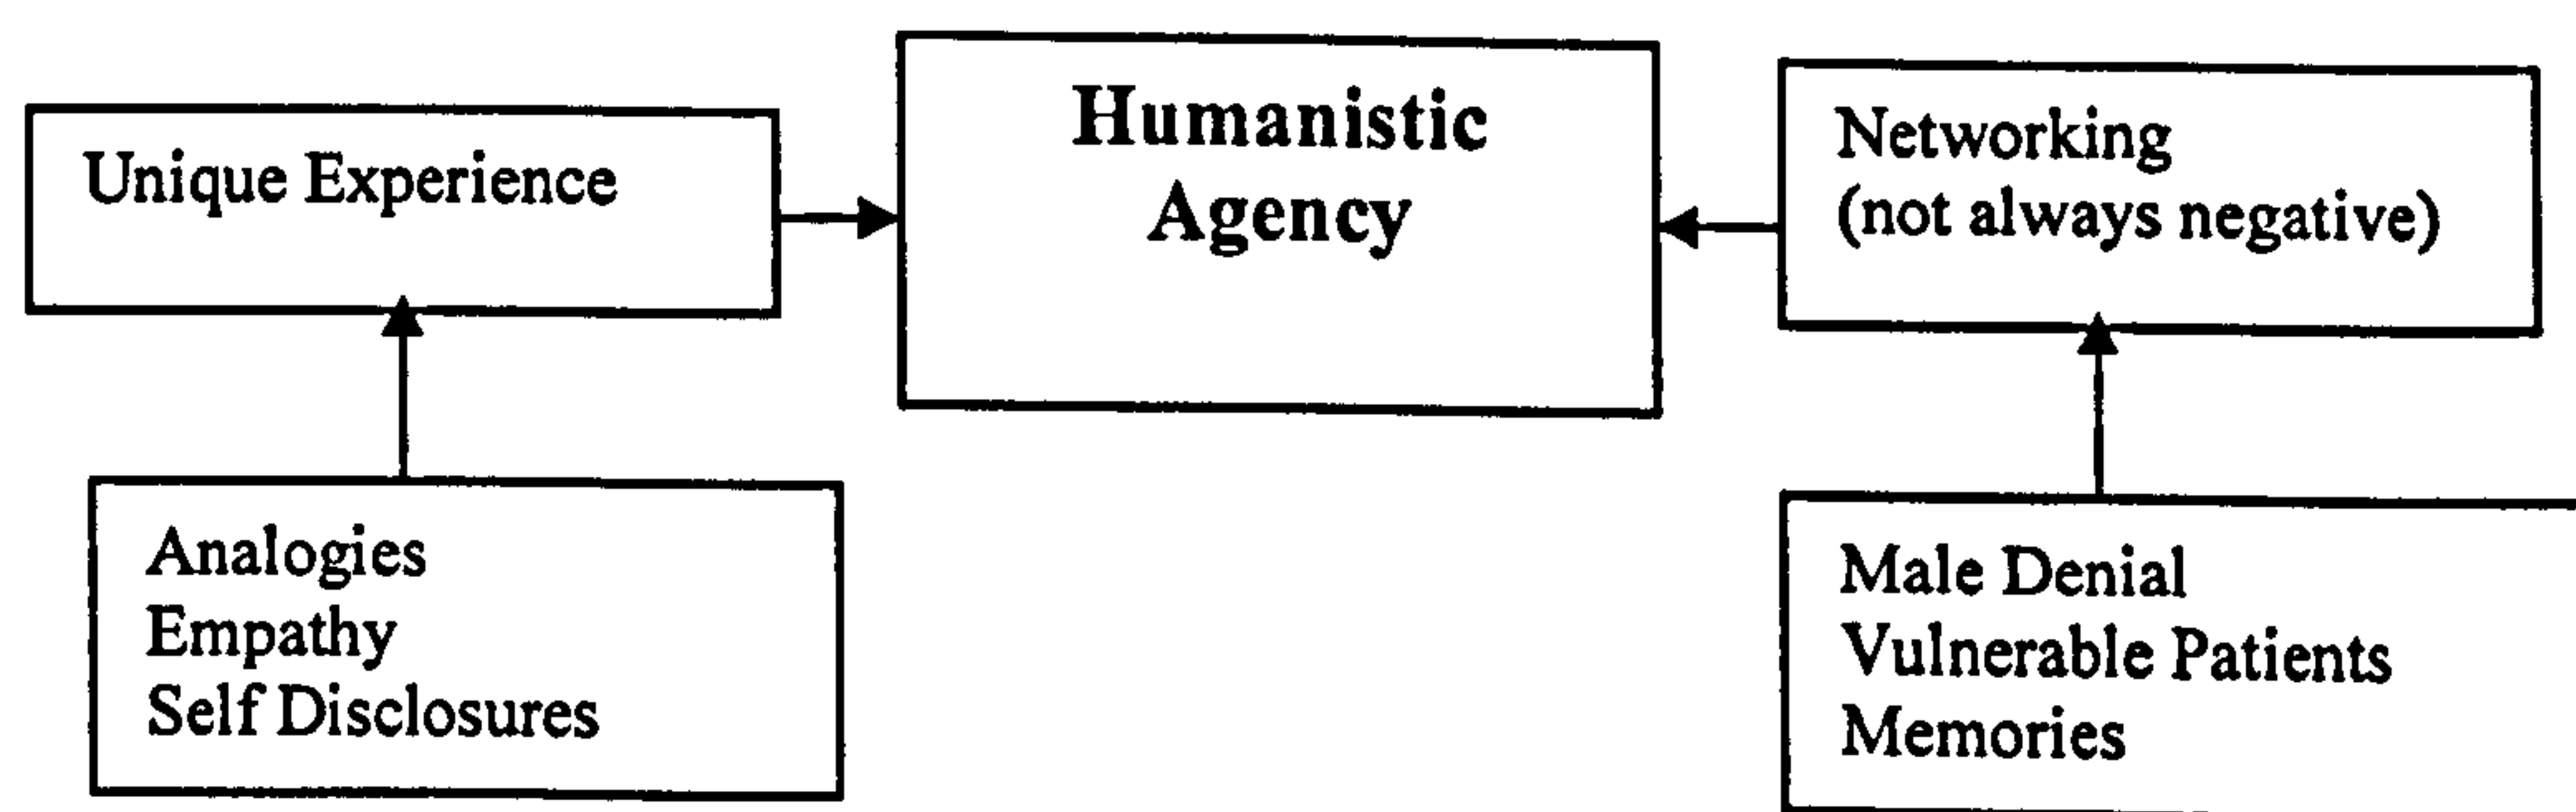 Unique Experience
Humanistic
Agency
Networking
(not always negative)
Analogies
Empathy
Self Disclosures
Male Denial
Vulnerable Patients
Memories